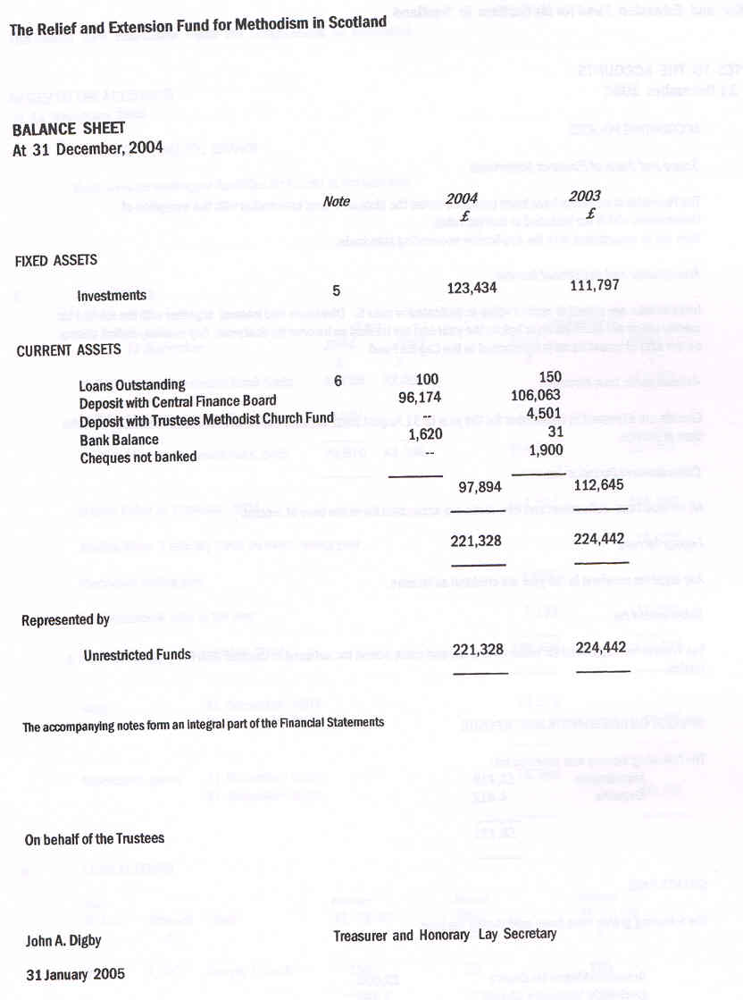 The Relief and Extension Fund for Methodism in Scotland
BALANCE SHEET
At 31 December, 2004
Note 2004 2003
£ £
FIXED ASSETS
Investments 5 123,434 111,797
CURRENT ASSETS
Loans Outstanding 6 100 150
Deposit with Central Finance Board 96,174 106,063
Deposit with Trustees Methodist Church Fund -- 4,501
Bank Balance 1,620 31
Cheques not banked -- 1,900
97,894 112,645
221,328 224,442
Represented by
Unrestricted Funds 221,328 224,442
The accompanying notes form an integral part of the Financial Statements
On behalf of the Trustees
John A. Digby Treasurer and Honorary Lay Secretary
31 January 2005